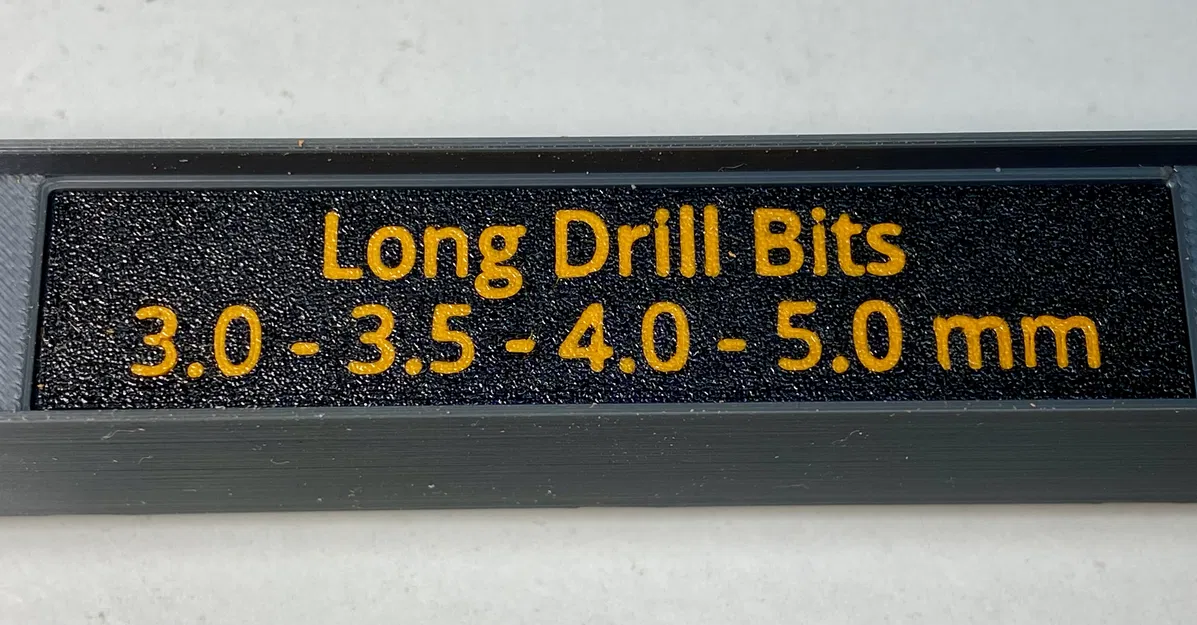 Long Drill Bits
3.0 - 3.5 - 4.0 - 5.0 mm